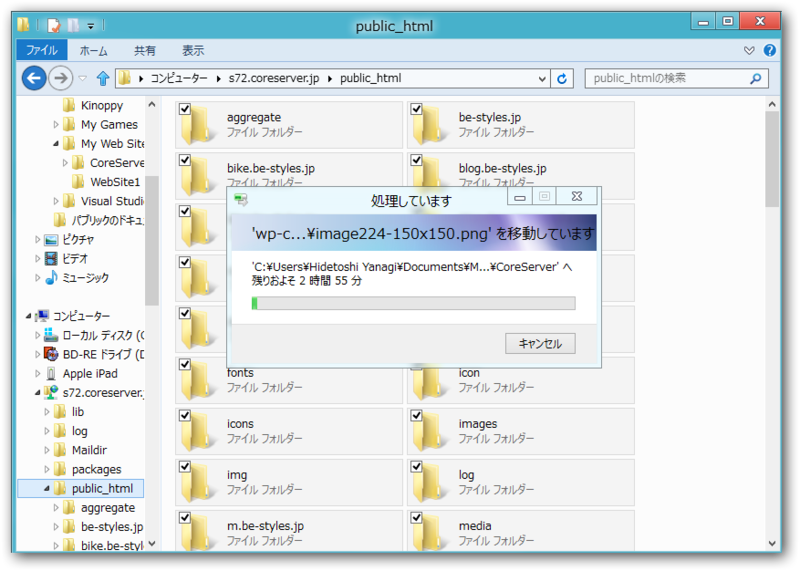 public_html
ファイル ホーム 共有 表示
コンピューター s72.coreserver.jp public_html
public_htmlの検索
Kinoppy
My Games
My Web Site
CoreServe
WebSite1
Visual Studi
パブリックのドキュ
ピクチャ
ビデオ
ミュージック
コンピューター
ローカル ディスク (C
BD-RE ドライブ (D
Apple iPad
s72.coreserver.j
lib
log
Maildir
packages
public_html
aggregate
be-styles.jp
bike.be-styl
aggregate
ファイル フォルダー
be-styles.jp
ファイル フォルダー
bike.be-styles.jp
ファイル フォルダー
blog.be-styles.jp
ファイル フォルダー
処理しています
'wp-c...¥image224-150x150.png' を移動しています
'C:¥Users¥Hidetoshi Yanagi¥Documents¥M...¥CoreServer' へ
残りおよそ 2 時間 55 分
キャンセル
fonts
ファイル フォルダー
icon
ファイル フォルダー
icons
ファイル フォルダー
images
ファイル フォルダー
img
ファイル フォルダー
log
ファイル フォルダー
m.be-styles.jp
ファイル フォルダー
media
ファイル フォルダー